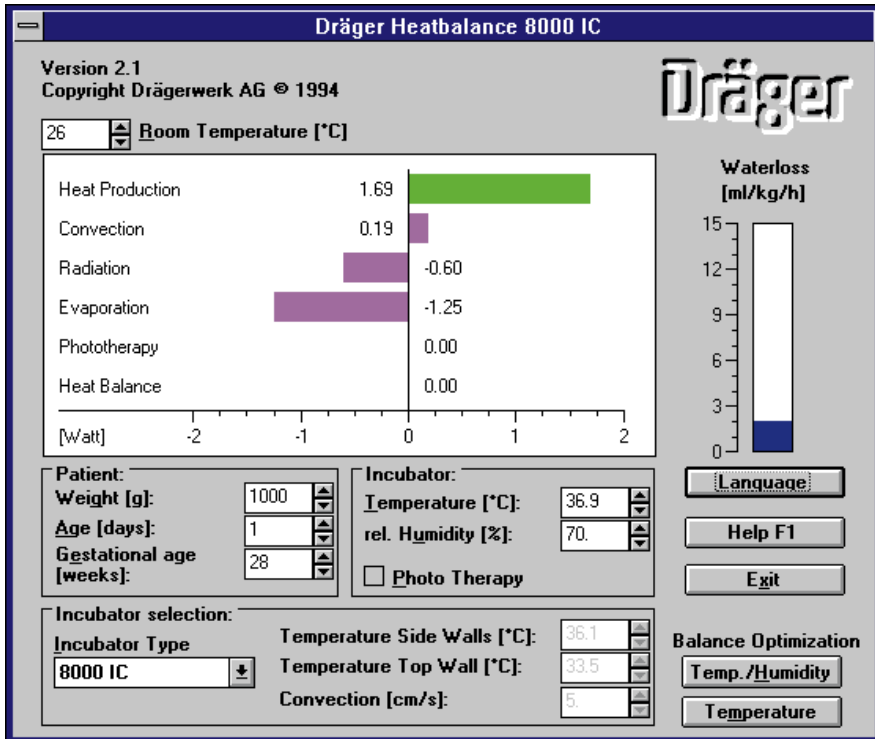 Dräger Heatbalance 8000 IC
Version 2.1
Copyright Drägerwerk AG © 1994
Dräger
26 Room Temperature [°C]
Heat Production 1.69
Convection 0.19
Radiation -0.60
Evaporation -1.25
Phototherapy 0.00
Heat Balance 0.00
[Watt] -2 -1 0 1 2
Waterloss
[ml/kg/h]
15
12
9
6
3
0
Patient:
Weight [g]: 1000
Age [days]: 1
Gestational age
[weeks]: 28
Incubator:
Temperature [°C]: 36.9
rel. Humidity [%]: 70.
Photo Therapy
Language
Help F1
Exit
Incubator selection:
Incubator Type
8000 IC
Temperature Side Walls [°C]: 36.1
Temperature Top Wall [°C]: 33.5
Convection [cm/s]: 5.
Balance Optimization
Temp./Humidity
Temperature